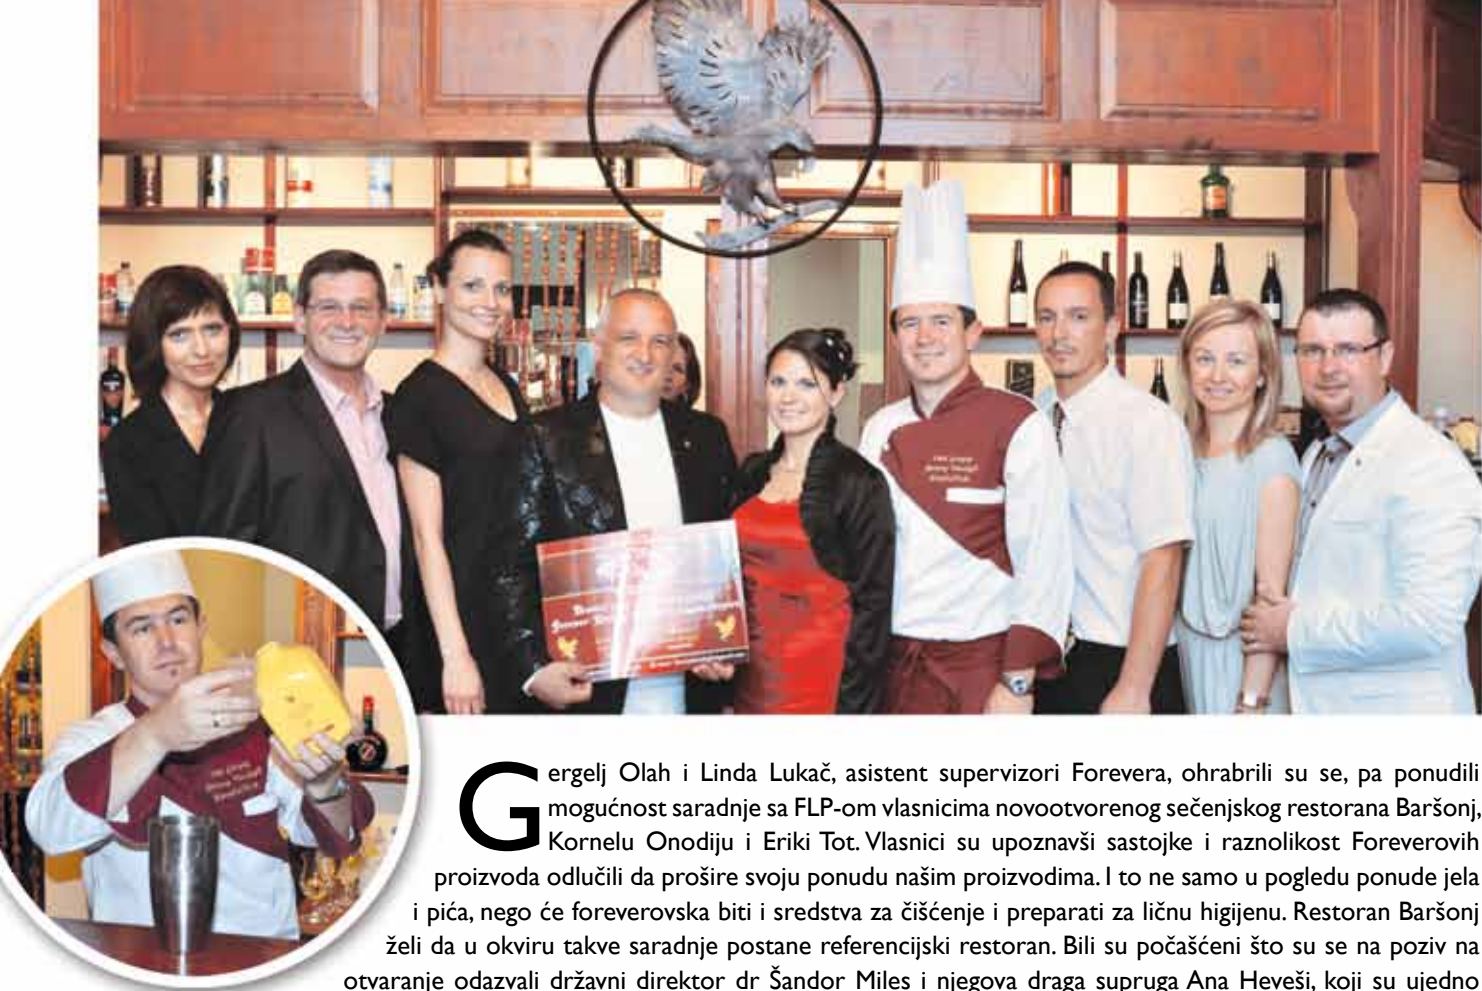 Gergelj Olah i Linda Lukač, asistent supervizori Forevera, ohrabrili su se, pa ponudili
mogućnost saradnje sa FLP-om vlasnicima novootvorenog sečenjskog restorana Baršonj,
Kornelu Onodiju i Eriki Tot. Vlasnici su upoznavši sastojke i raznolikost Foreverovih
proizvoda odlučili da prošire svoju ponudu našim proizvodima. I to ne samo u pogledu ponude jela
i pića, nego će foreverovska biti i sredstva za čišćenje i preparati za ličnu higijenu. Restoran Baršonj
želi da u okviru takve saradnje postane referencijski restoran. Bili su počašćeni što su se na poziv na
otvaranje odazvali državni direktor dr Šandor Miles i njegova draga supruga Ana Heveši, koji su ujedno